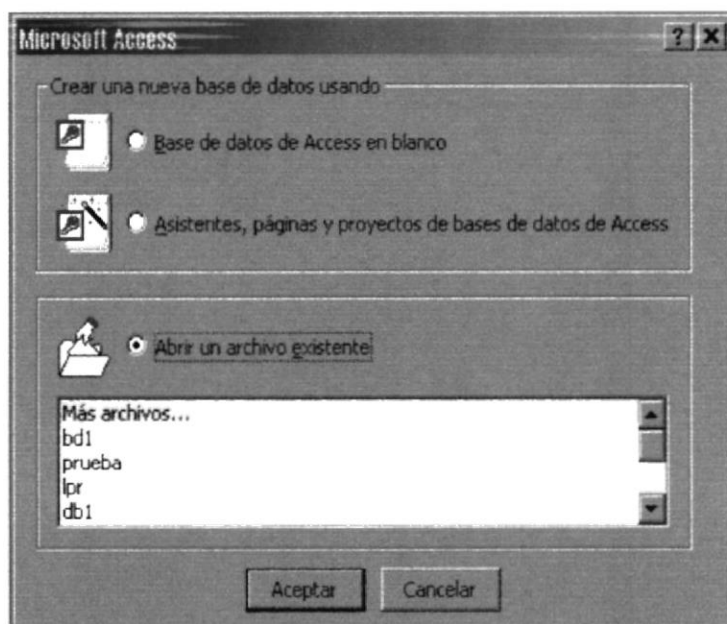 Microsoft Access
Crear una nueva base de datos usando
Base de datos de Access en blanco
Asistentes, páginas y proyectos de bases de datos de Access
Abrir un archivo existente
Más archivos...
bd1
prueba
lpr
db1
Aceptar Cancelar